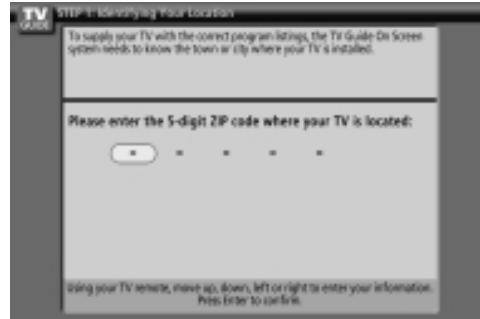 TV
GUIDE
STEP 1: Identifying Your Location
To supply your TV with the correct program listings, the TV Guide On Screen
system needs to know the town or city where your TV is installed.
Please enter the 5-digit ZIP code where your TV is located:
- - - - -
Using your TV remote, move up, down, left or right to enter your information.
Press Enter to confirm.